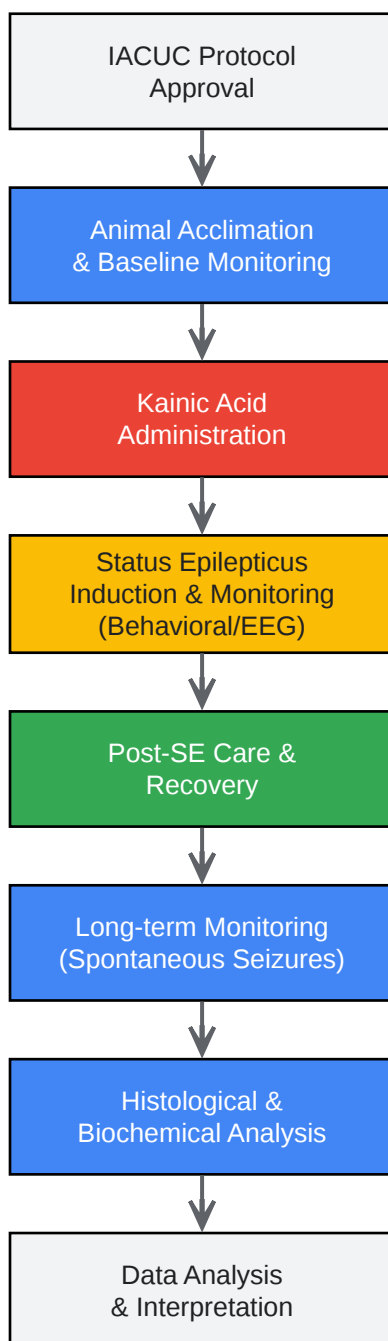 IACUC Protocol
Approval
Animal Acclimation
& Baseline Monitoring
Kainic Acid
Administration
Status Epilepticus
Induction & Monitoring
(Behavioral/EEG)
Post-SE Care &
Recovery
Long-term Monitoring
(Spontaneous Seizures)
Histological &
Biochemical Analysis
Data Analysis
& Interpretation